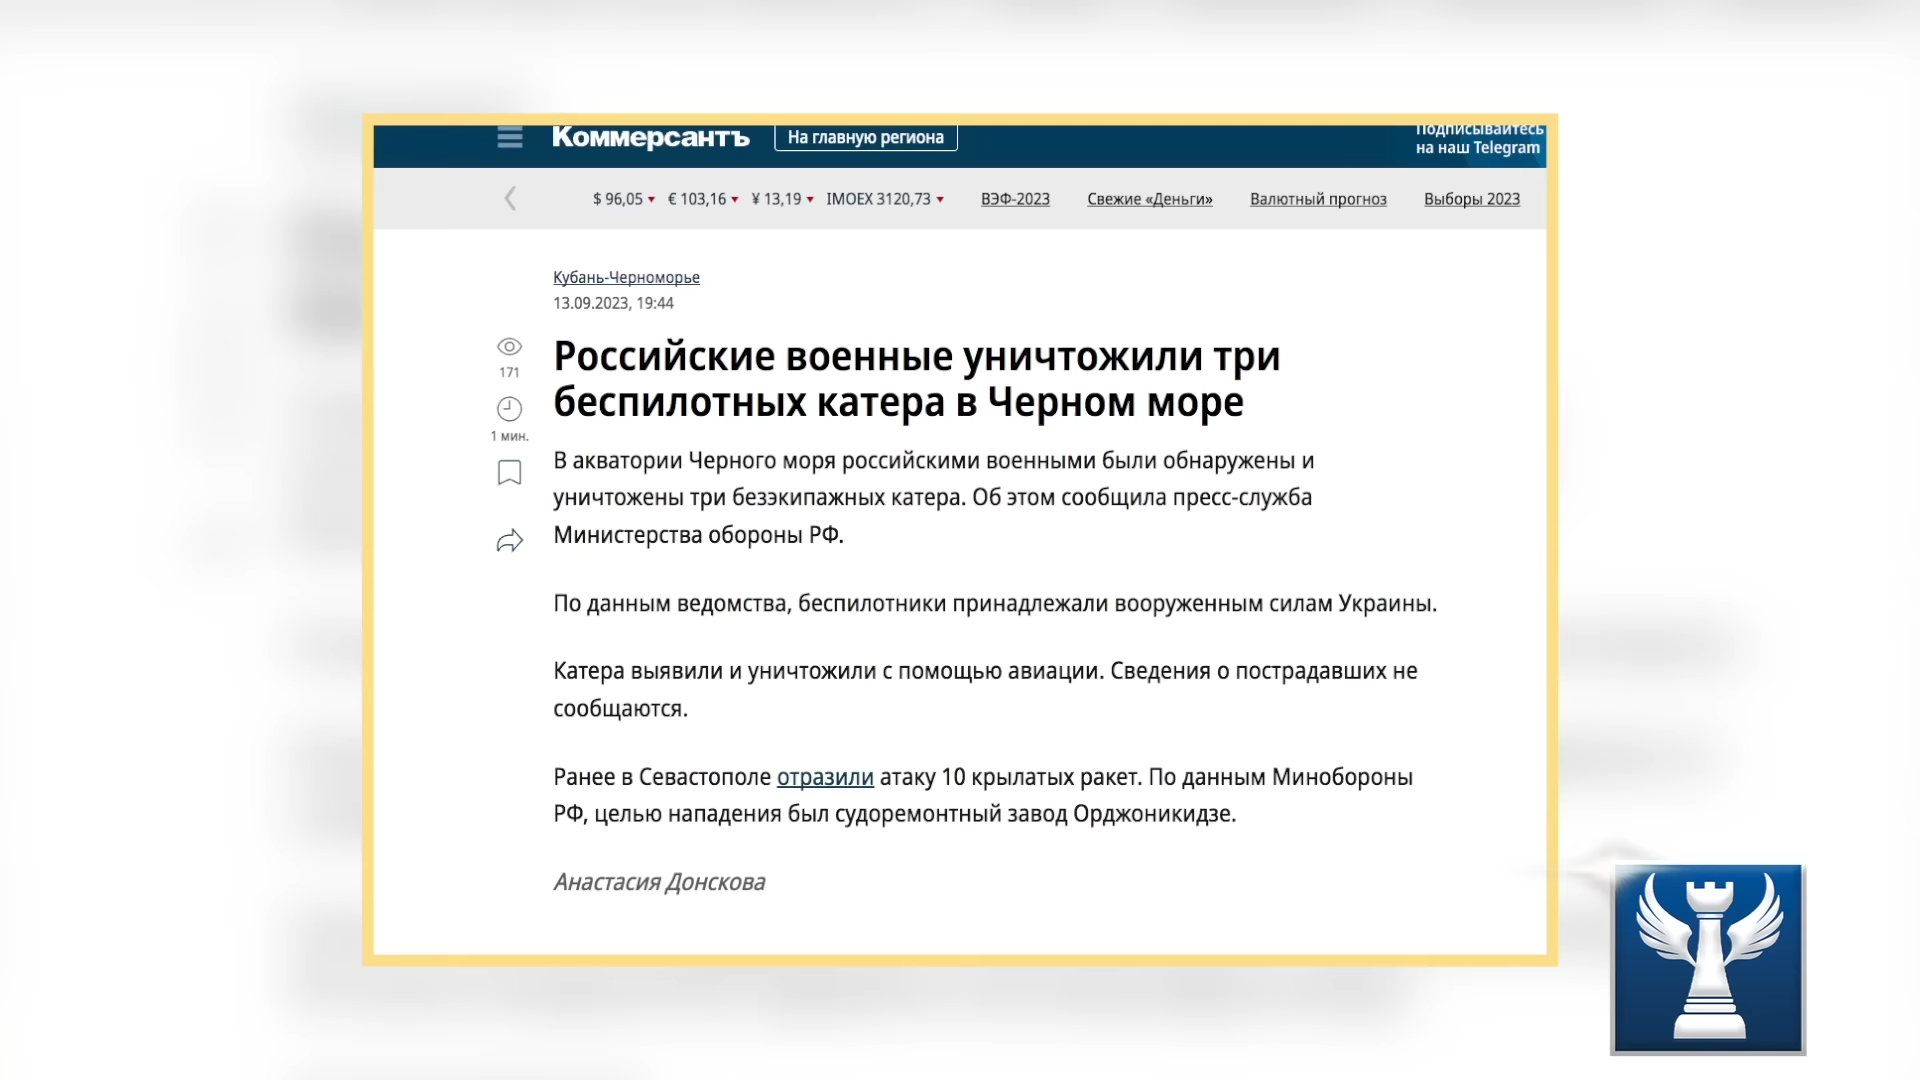 Коммерсантъ
На главную региона
Подписывайтесь
на наш Telegram
$ 96,05 € 103,16 ¥ 13,19 IMOEX 3120,73 ВЭФ-2023 Свежие «Деньги» Валютный прогноз Выборы 2023
Кубань-Черноморье
13.09.2023, 19:44
171
1 мин.
Российские военные уничтожили три
беспилотных катера в Черном море
В акватории Черного моря российскими военными были обнаружены и
уничтожены три безэкипажных катера. Об этом сообщила пресс-служба
Министерства обороны РФ.
По данным ведомства, беспилотники принадлежали вооруженным силам Украины.
Катера выявили и уничтожили с помощью авиации. Сведения о пострадавших не
сообщаются.
Ранее в Севастополе отразили атаку 10 крылатых ракет. По данным Минобороны
РФ, целью нападения был судоремонтный завод Орджоникидзе.
Анастасия Донскова